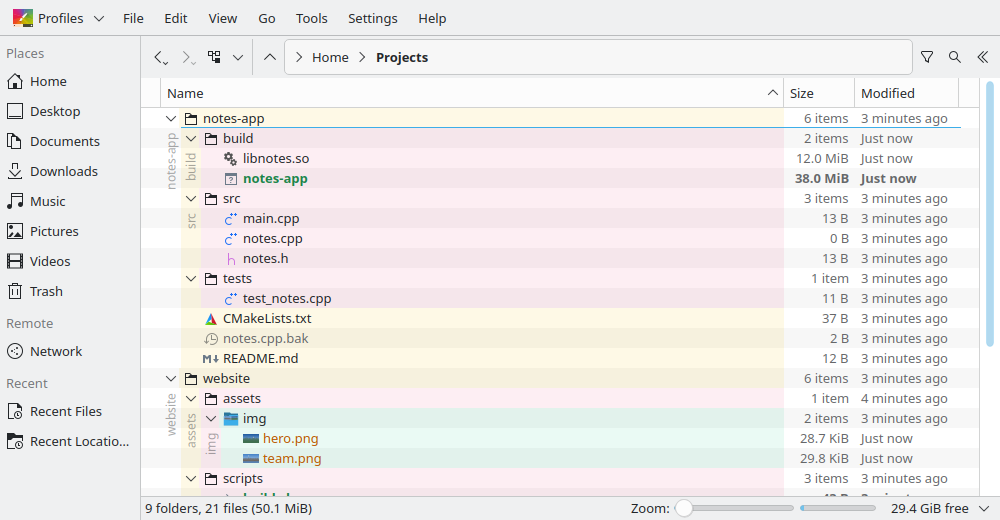 Profiles File Edit View Go Tools Settings Help
Places
Home
Desktop
Documents
Downloads
Music
Pictures
Videos
Trash
Remote
Network
Recent
Recent Files
Recent Locatio...
Home Projects
Name Size Modified
notes-app 6 items 3 minutes ago
build 2 items Just now
libnotes.so 12.0 MiB Just now
notes-app 38.0 MiB Just now
src 3 items 3 minutes ago
main.cpp 13 B 3 minutes ago
notes.cpp 0 B 3 minutes ago
notes.h 13 B 3 minutes ago
tests 1 item 3 minutes ago
test_notes.cpp 11 B 3 minutes ago
CMakeLists.txt 37 B 3 minutes ago
notes.cpp.bak 2 B 3 minutes ago
README.md 12 B 3 minutes ago
website 6 items 3 minutes ago
assets 1 item 4 minutes ago
img 2 items 3 minutes ago
hero.png 28.7 KiB Just now
team.png 29.8 KiB Just now
scripts 3 items 3 minutes ago
notes-app
build
src
website
assets
img
9 folders, 21 files (50.1 MiB) Zoom: 29.4 GiB free